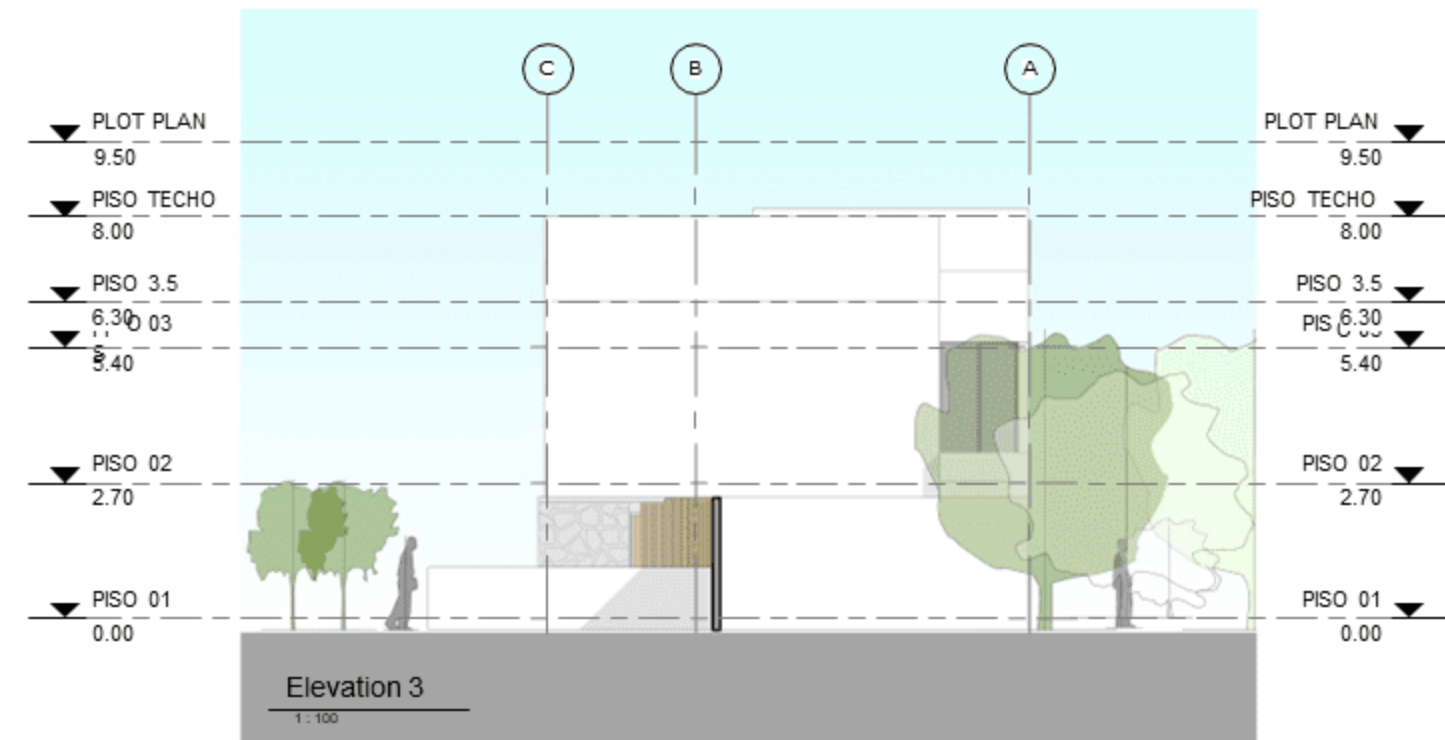 C B A
PLOT PLAN PLOT PLAN
9.50 9.50
PISO TECHO PISO TECHO
8.00 8.00
PISO 3.5 PISO 3.5
6.30 6.30
O 03 PIS
5.40 5.40
PISO 02 PISO 02
2.70 2.70
PISO 01 PISO 01
0.00 0.00
Elevation 3
1 : 100